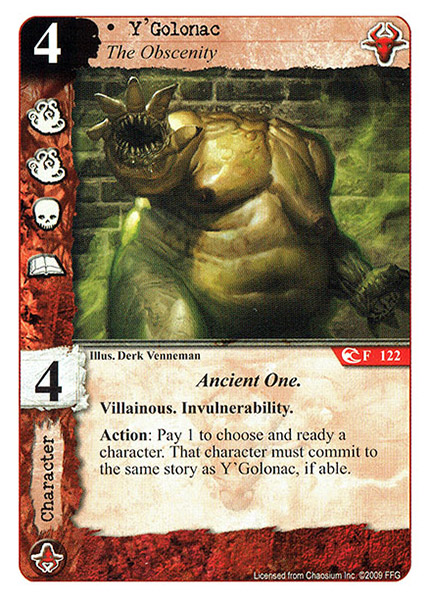 4
• Y'Golonac
The Obscenity
Illus. Derk Venneman
F 122
4
Ancient One.
Villainous. Invulnerability.
Action: Pay 1 to choose and ready a
character. That character must commit to
the same story as Y'Golonac, if able.
Character
Licensed from Chaosium Inc. ©2009 FFG